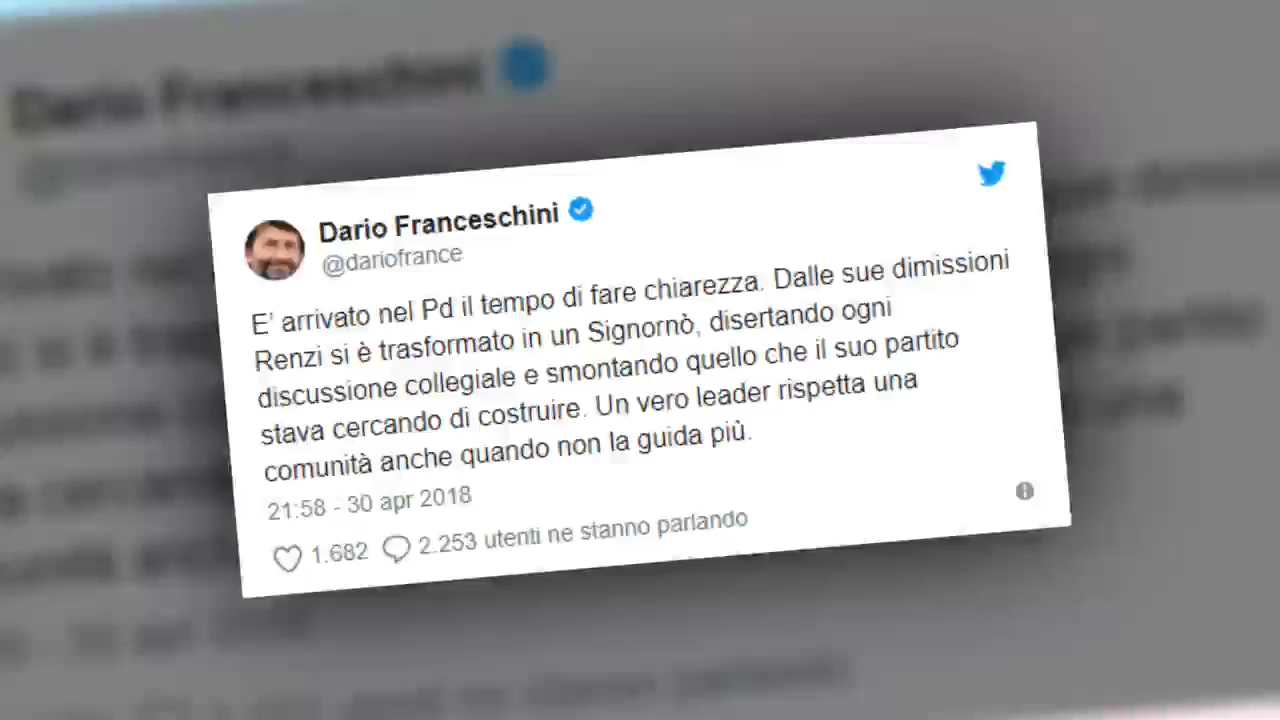 Dario Franceschini
Dario Franceschini
@dariofrance
E' arrivato nel Pd il tempo di fare chiarezza. Dalle sue dimissioni
Renzi si è trasformato in un Signornò, disertando ogni
discussione collegiale e smontando quello che il suo partito
stava cercando di costruire. Un vero leader rispetta una
comunità anche quando non la guida più.
21:58 - 30 apr 2018
1.682 2.253 utenti ne stanno parlando